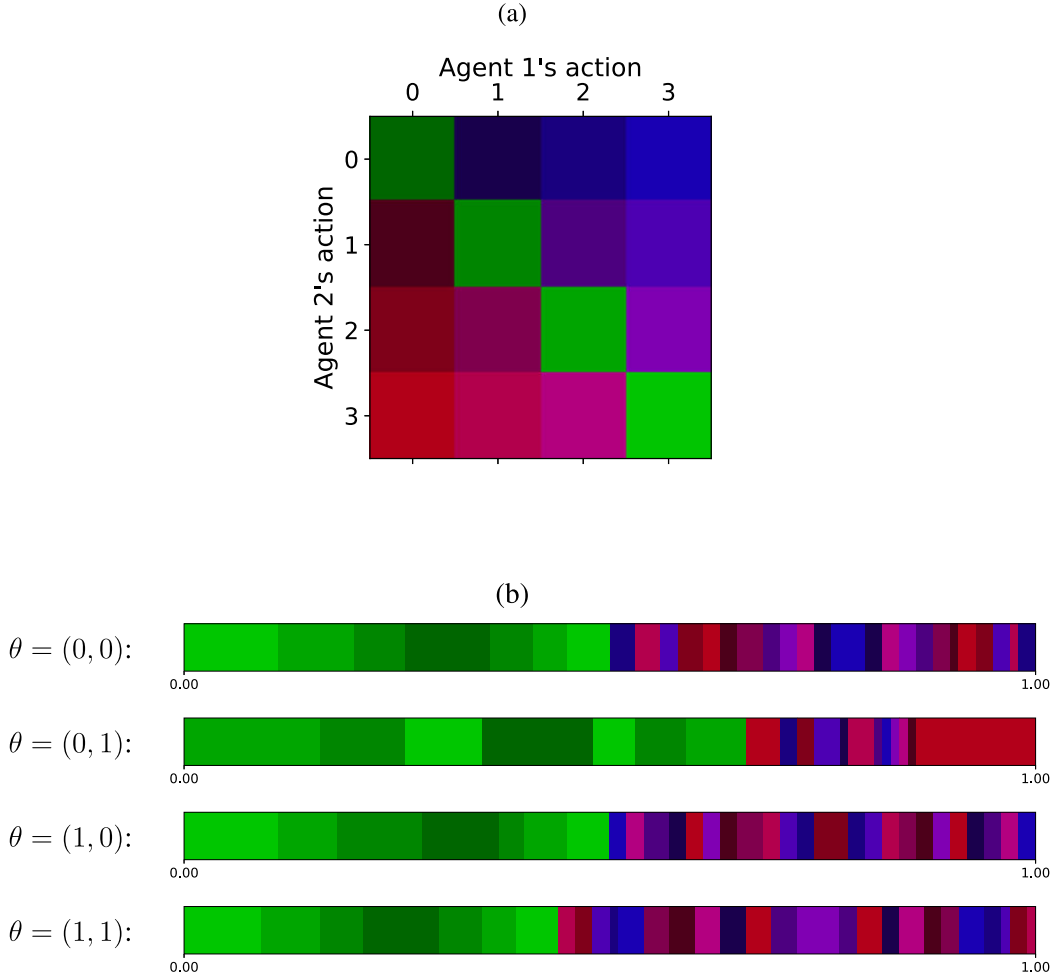 (a)
Agent 1's action
0 1 2 3
Agent 2's action
0
1
2
3
(b)
θ = (0, 0):
0.00 1.00
θ = (0, 1):
0.00 1.00
θ = (1, 0):
0.00 1.00
θ = (1, 1):
0.00 1.00